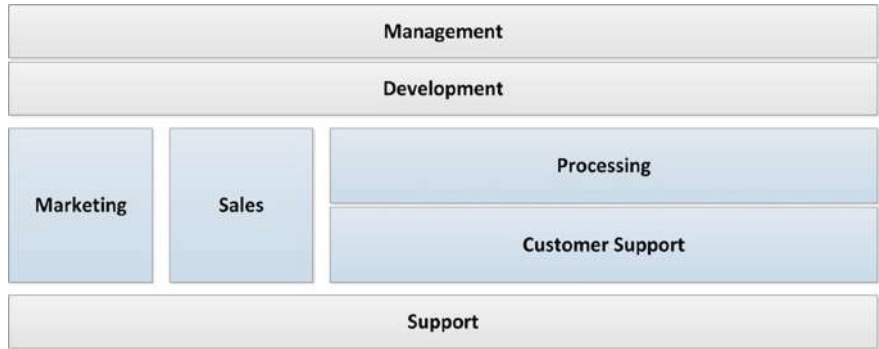 Management
Development
Marketing
Sales
Processing
Customer Support
Support